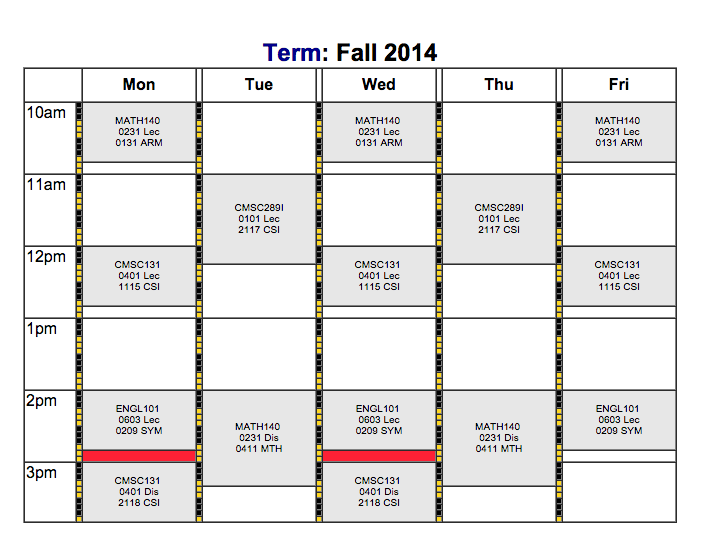 Term: Fall 2014
Mon Tue Wed Thu Fri
10am
MATH140
0231 Lec
0131 ARM
MATH140
0231 Lec
0131 ARM
MATH140
0231 Lec
0131 ARM
11am
CMSC289I
0101 Lec
2117 CSI
CMSC289I
0101 Lec
2117 CSI
12pm
CMSC131
0401 Lec
1115 CSI
CMSC131
0401 Lec
1115 CSI
CMSC131
0401 Lec
1115 CSI
1pm
2pm
ENGL101
0603 Lec
0209 SYM
MATH140
0231 Dis
0411 MTH
ENGL101
0603 Lec
0209 SYM
MATH140
0231 Dis
0411 MTH
ENGL101
0603 Lec
0209 SYM
3pm
CMSC131
0401 Dis
2118 CSI
CMSC131
0401 Dis
2118 CSI